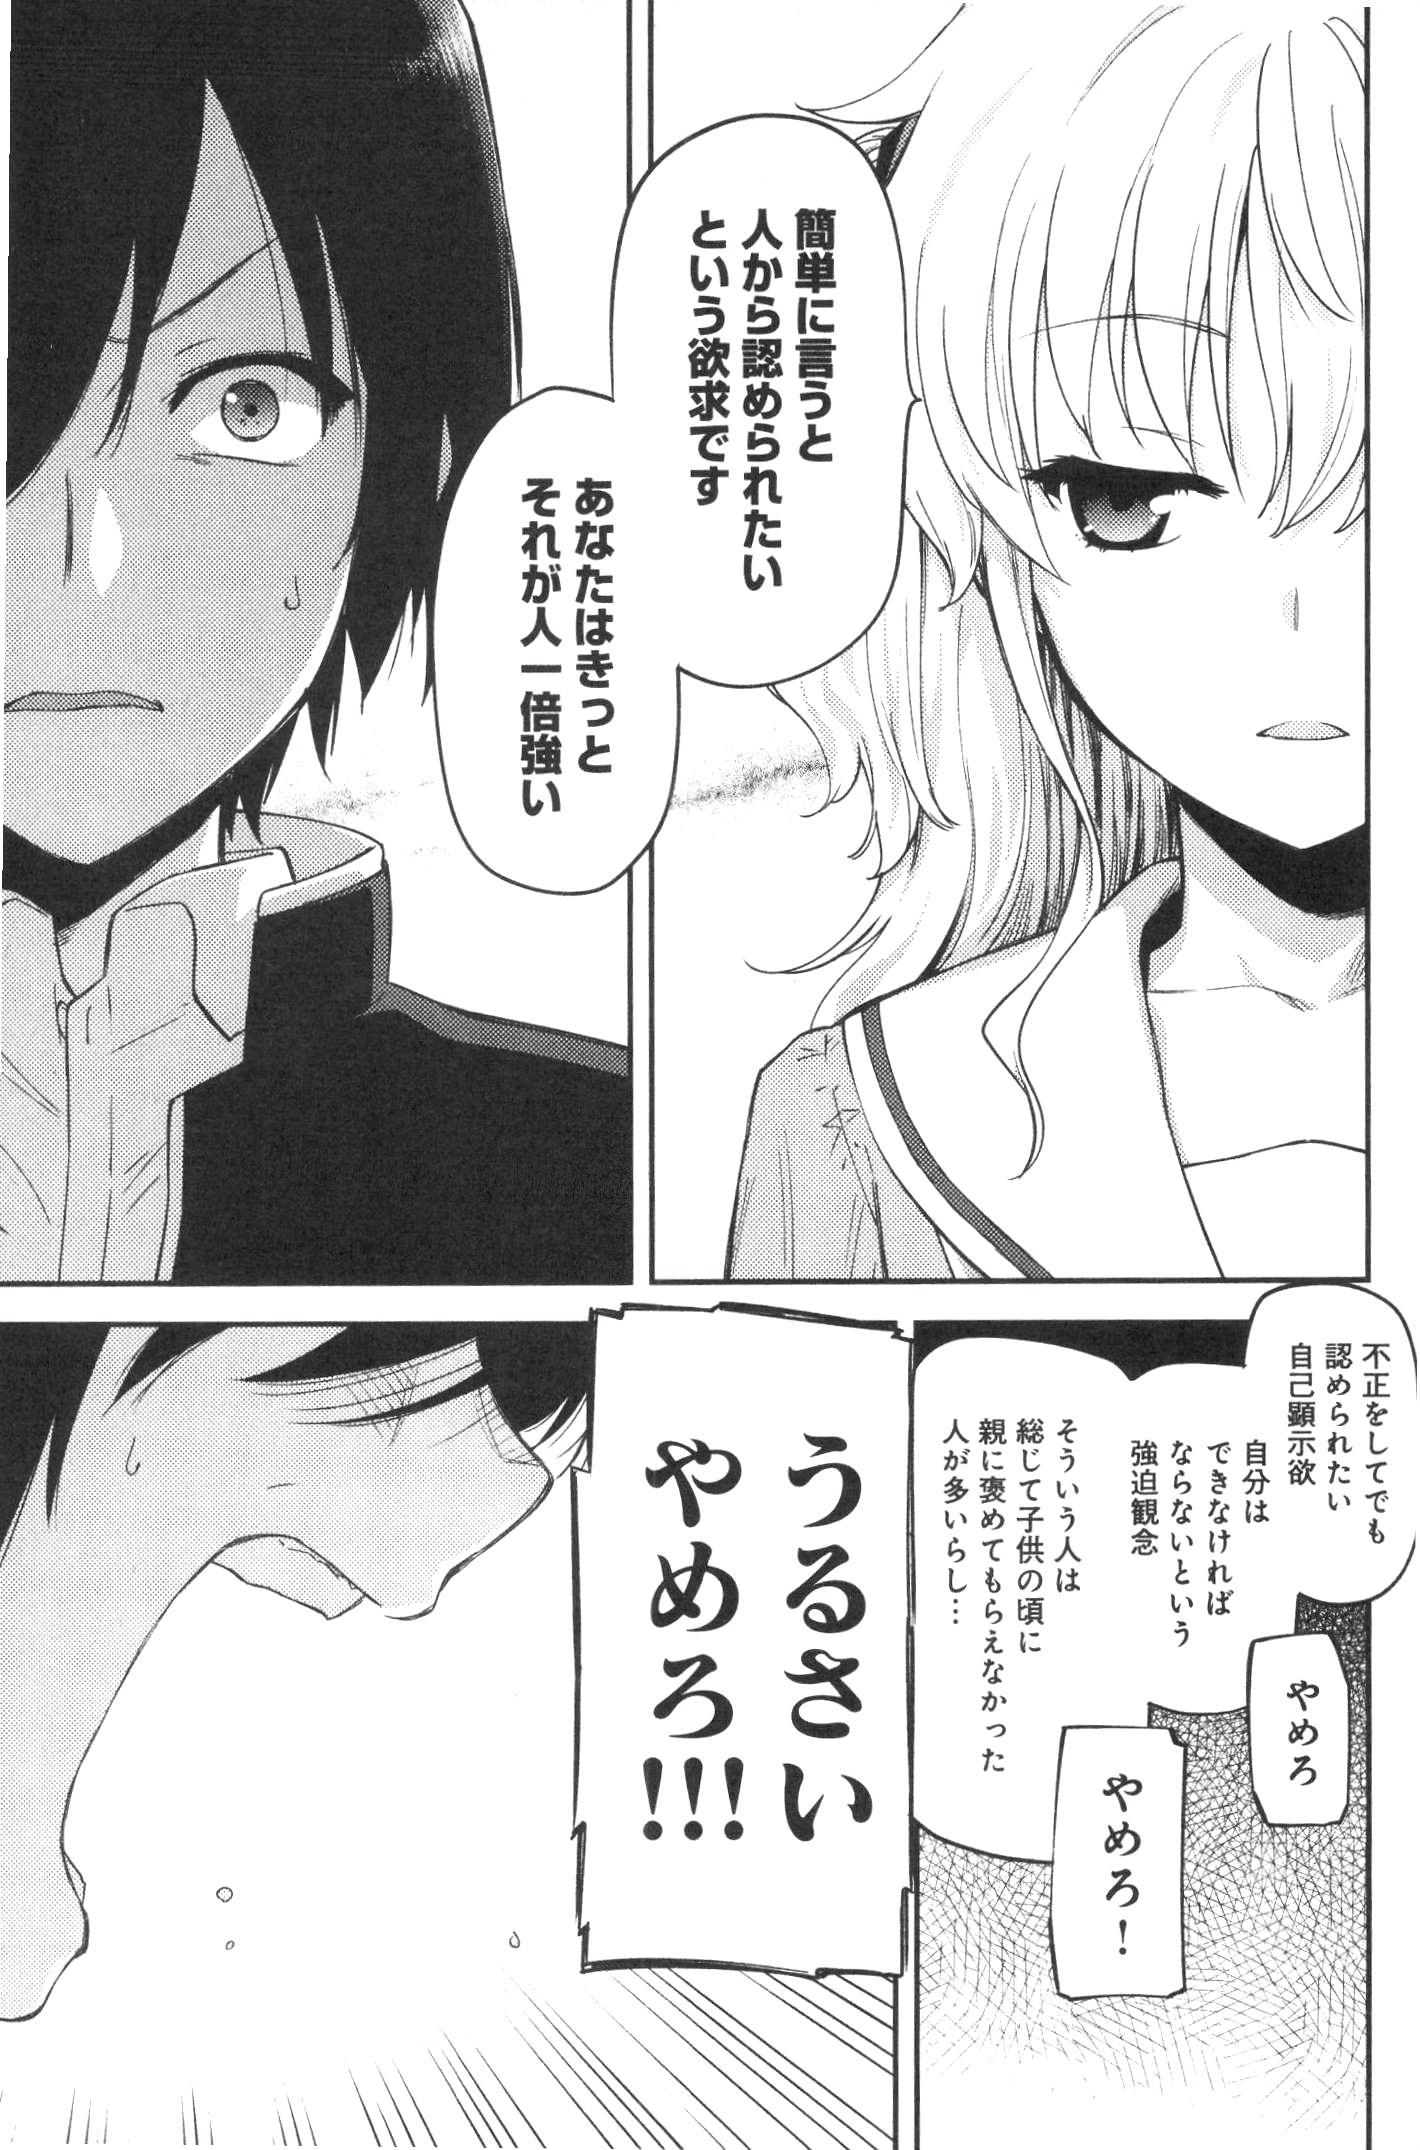 簡単に言うと
人から認められたい
という欲求です
あなたはきっと
それが人一倍強い
不正をしてでも
認められたい
自己顕示欲
自分は
できなければ
ならないという
強迫観念
そういう人は
総じて子供の頃に
親に褒めてもらえなかった
人が多いらし…
やめろ
やめろ！
うるさい
やめろ!!!